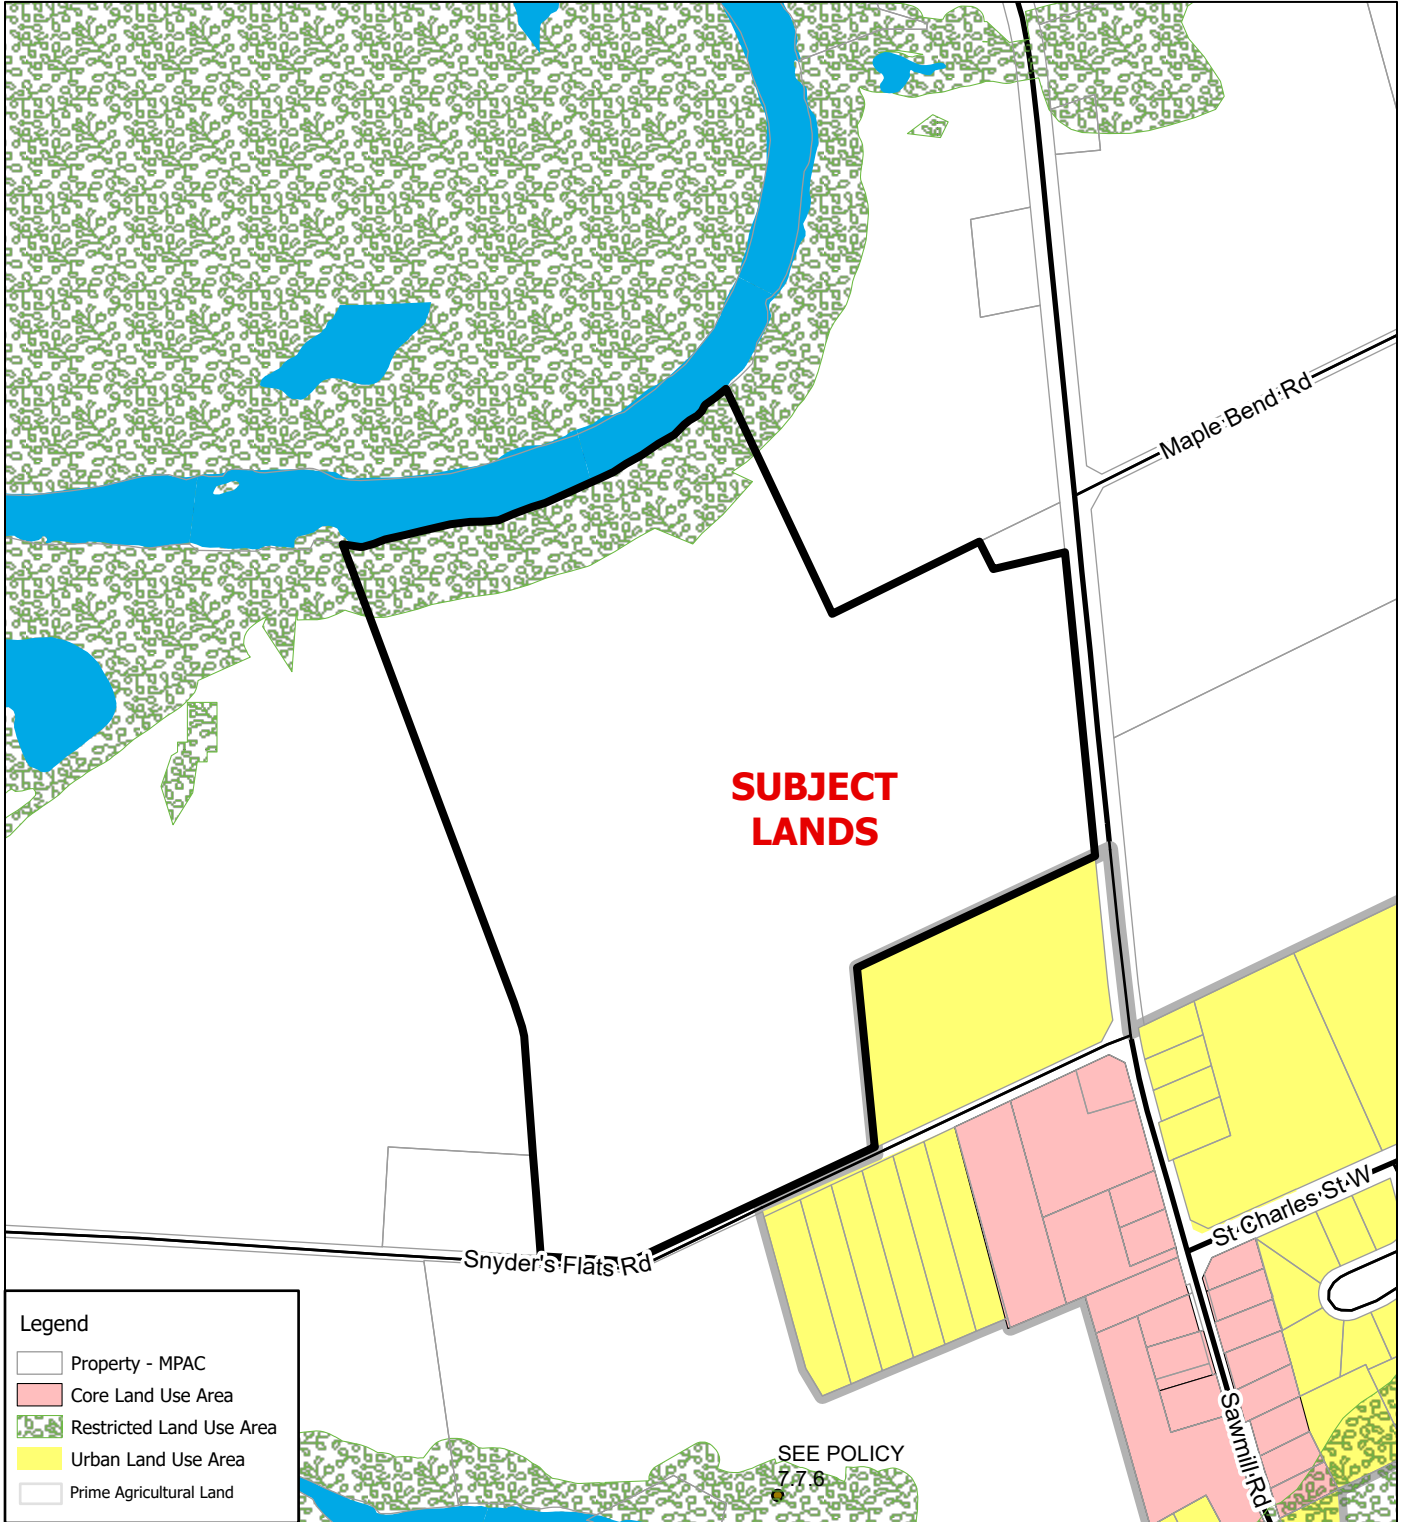 Maple Bend Rd
SUBJECT
LANDS
St Charles St W
Snyder's Flats Rd
Sawmill Rd
SEE POLICY
7.7.6
Legend
Property - MPAC
Core Land Use Area
Restricted Land Use Area
Urban Land Use Area
Prime Agricultural Land